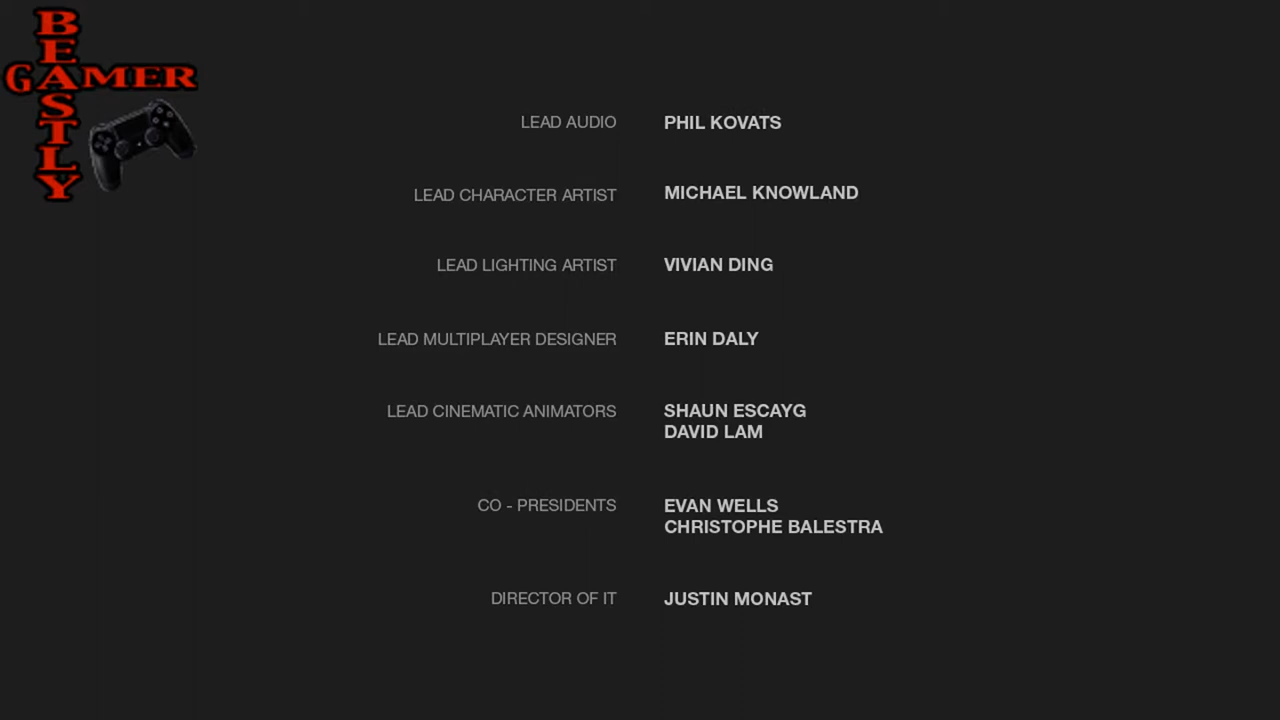 BEASTLY
GAMER
LEAD AUDIO PHIL KOVATS
LEAD CHARACTER ARTIST MICHAEL KNOWLAND
LEAD LIGHTING ARTIST VIVIAN DING
LEAD MULTIPLAYER DESIGNER ERIN DALY
LEAD CINEMATIC ANIMATORS SHAUN ESCAYG
DAVID LAM
CO - PRESIDENTS EVAN WELLS
CHRISTOPHE BALESTRA
DIRECTOR OF IT JUSTIN MONAST